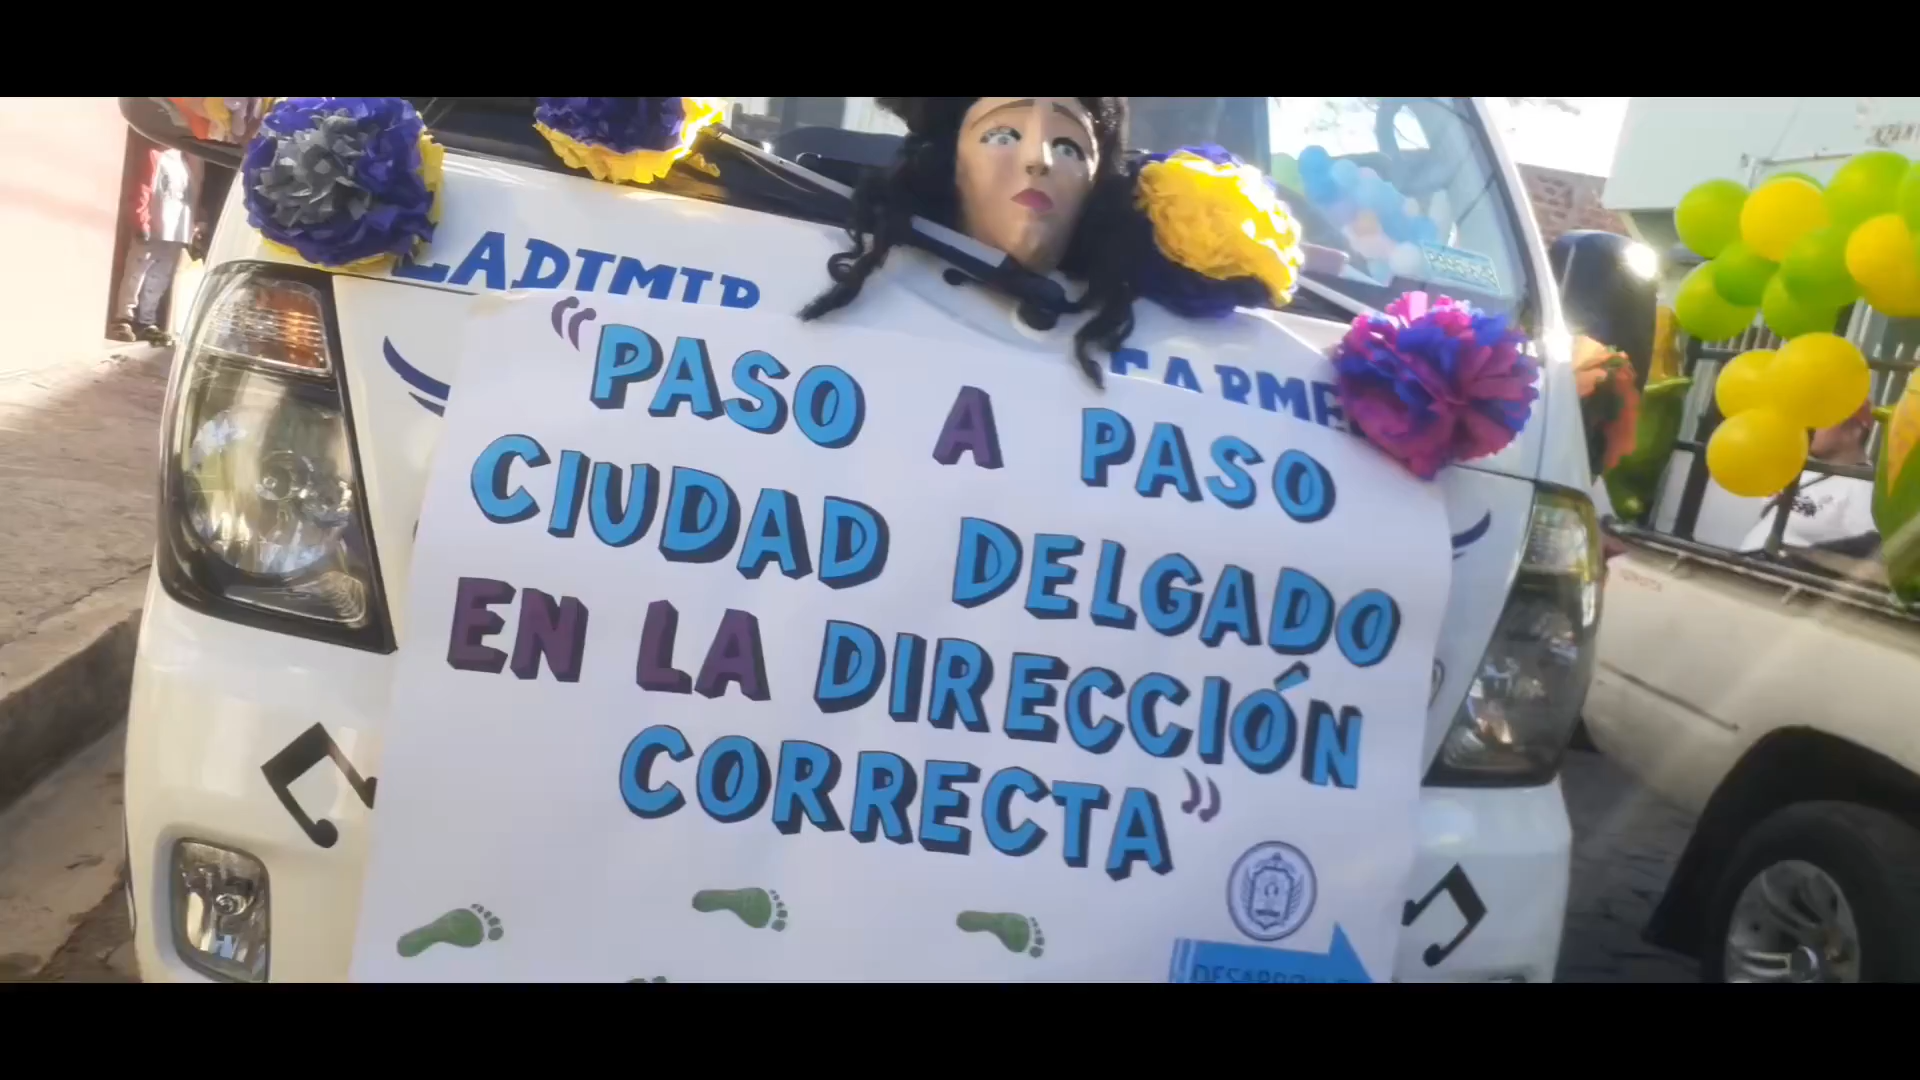 "PASO A PASO
CIUDAD DELGADO
EN LA DIRECCIÓN
CORRECTA"